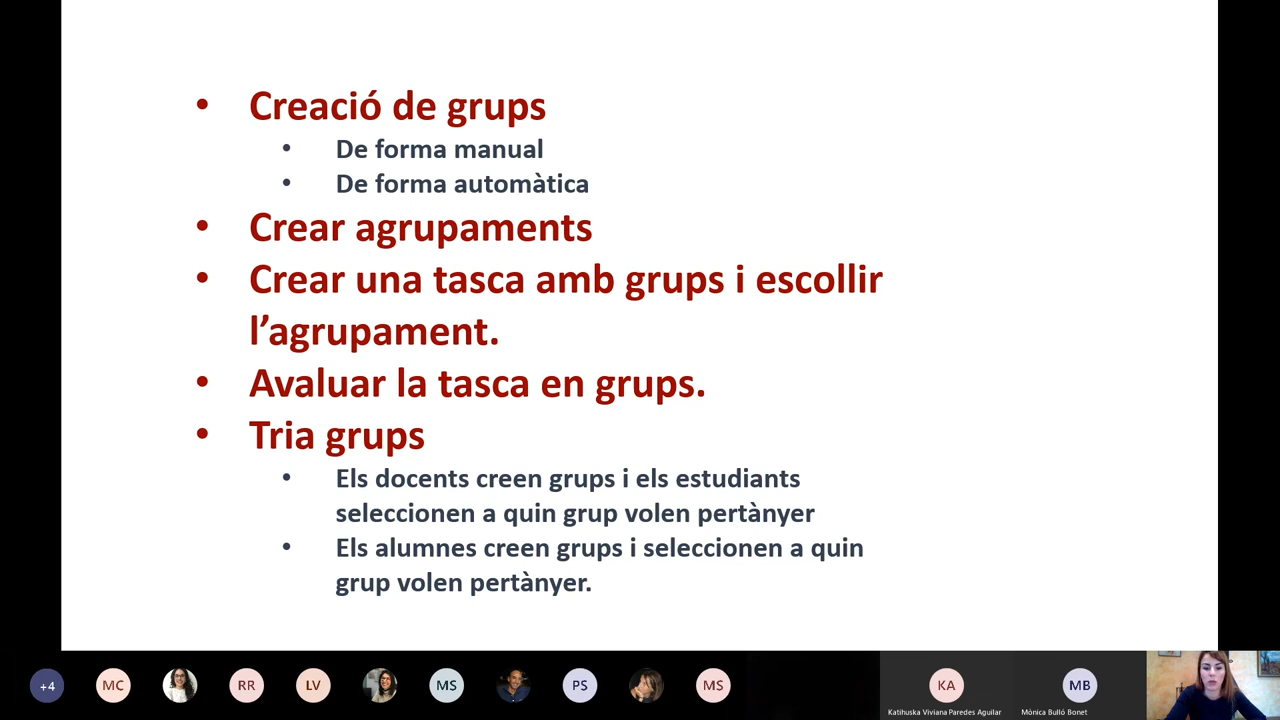 • Creació de grups
• De forma manual
• De forma automàtica
• Crear agrupaments
• Crear una tasca amb grups i escollir
l’agrupament.
• Avaluar la tasca en grups.
• Tria grups
• Els docents creen grups i els estudiants
seleccionen a quin grup volen pertànyer
• Els alumnes creen grups i seleccionen a quin
grup volen pertànyer.
+4 MC RR LV MS PS MS KA MB
Katihuska Viviana Paredes Aguilar Mònica Bulló Bonet